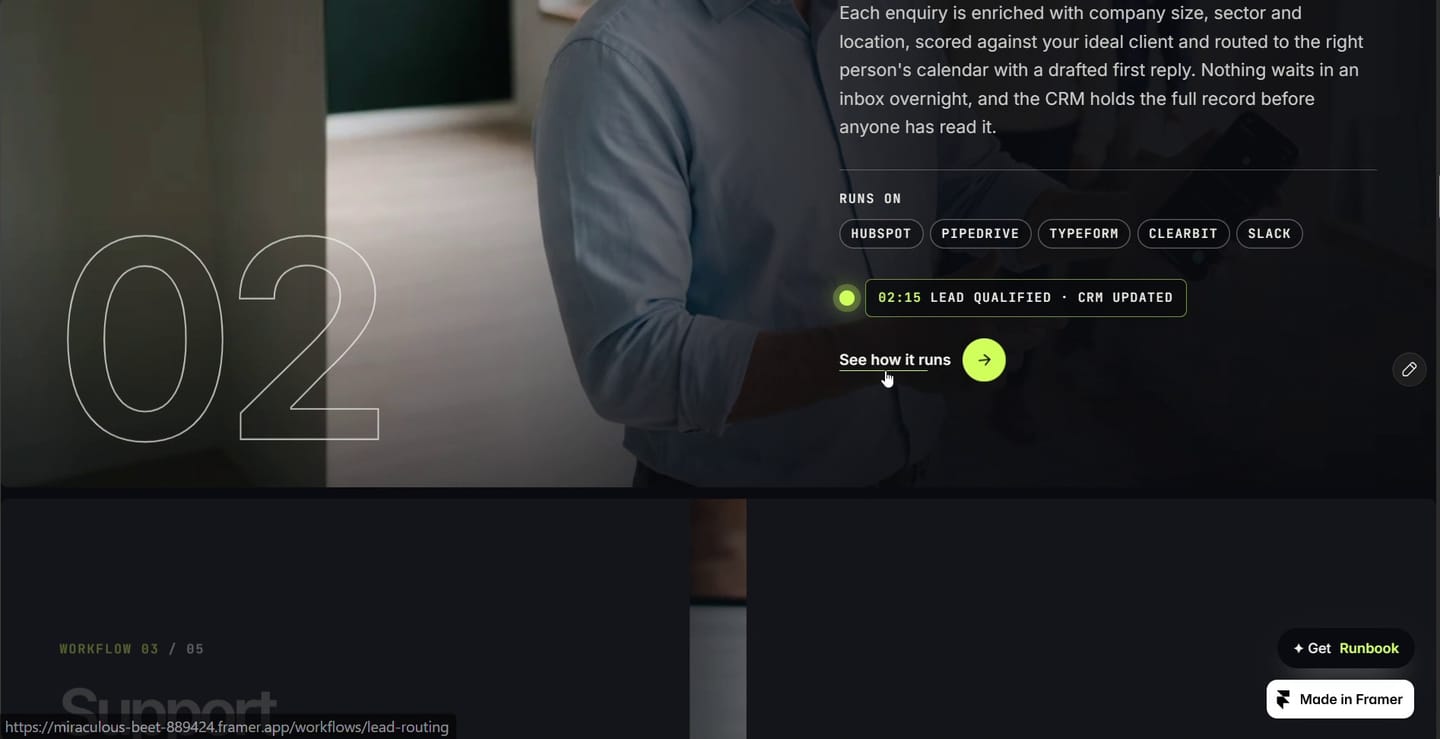 Each enquiry is enriched with company size, sector and
location, scored against your ideal client and routed to the right
person's calendar with a drafted first reply. Nothing waits in an
inbox overnight, and the CRM holds the full record before
anyone has read it.
RUNS ON
HUBSPOT PIPEDRIVE TYPEFORM CLEARBIT SLACK
02:15 LEAD QUALIFIED · CRM UPDATED
See how it runs
02
WORKFLOW 03 / 05
Support
✦ Get Runbook
Made in Framer
https://miraculous-beet-889424.framer.app/workflows/lead-routing